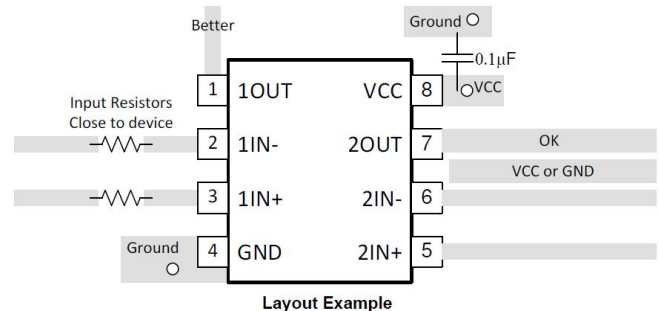 Better
Ground
0.1µF
1 1OUT VCC 8 VCC
Input Resistors
Close to device
2 1IN- 2OUT 7 OK
VCC or GND
3 1IN+ 2IN- 6
Ground
4 GND 2IN+ 5
Layout Example